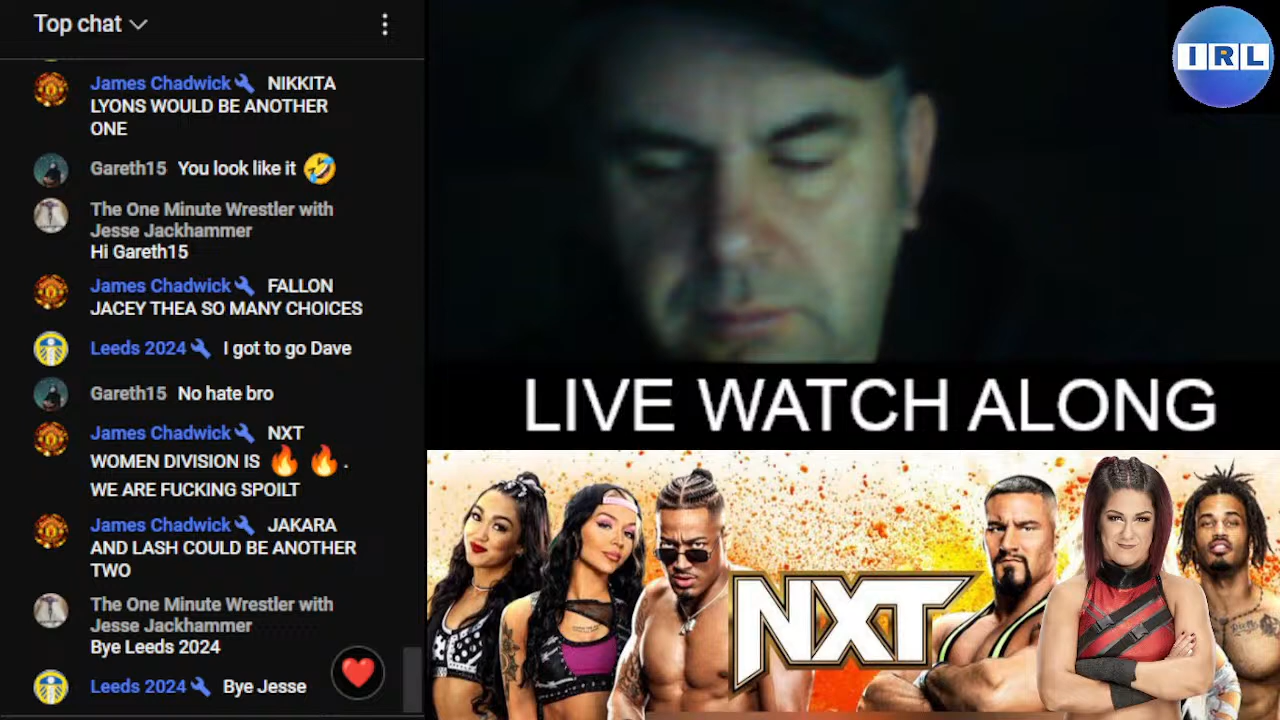 Top chat
James Chadwick NIKKITA
LYONS WOULD BE ANOTHER
ONE
Gareth15 You look like it 🤣
The One Minute Wrestler with
Jesse Jackhammer
Hi Gareth15
James Chadwick FALLON
JACEY THEA SO MANY CHOICES
Leeds 2024 I got to go Dave
Gareth15 No hate bro
James Chadwick NXT
WOMEN DIVISION IS 🔥 🔥 .
WE ARE FUCKING SPOILT
James Chadwick JAKARA
AND LASH COULD BE ANOTHER
TWO
The One Minute Wrestler with
Jesse Jackhammer
Bye Leeds 2024
Leeds 2024 Bye Jesse
IRL
LIVE WATCH ALONG
NXT